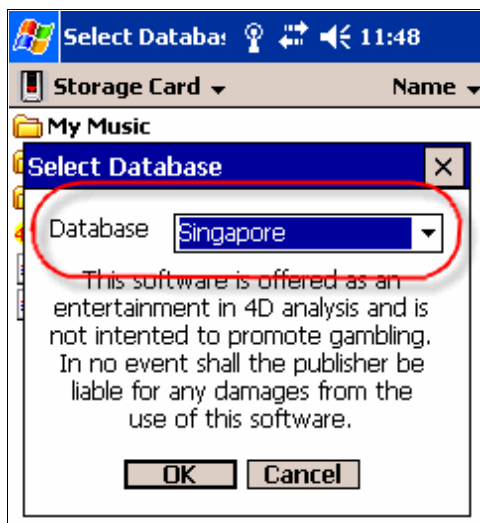 Select Databa: 11:48
Storage Card Name
My Music
Select Database
Database Singapore
This software is offered as an
entertainment in 4D analysis and is
not intented to promote gambling.
In no event shall the publisher be
liable for any damages from the
use of this software.
OK Cancel